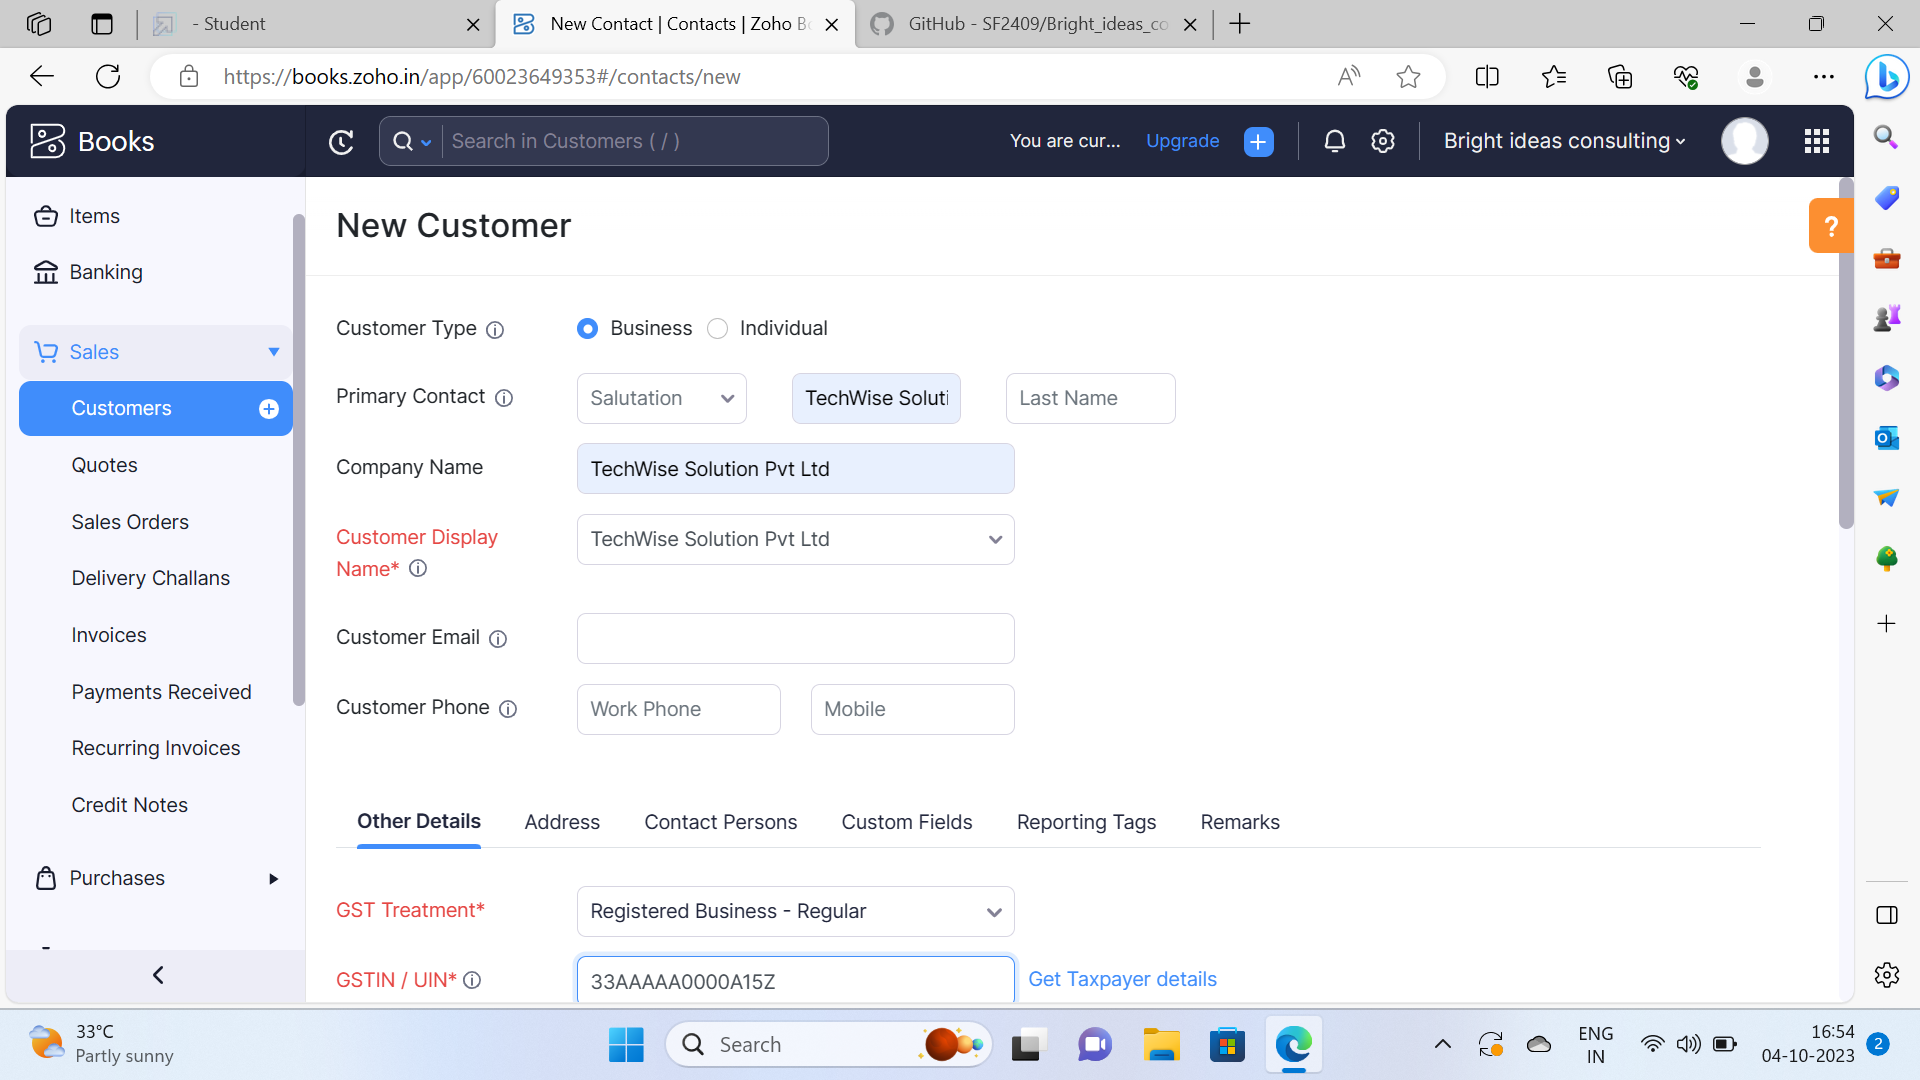 - Student
New Contact | Contacts | Zoho Bo
GitHub - SF2409/Bright_ideas_co
https://books.zoho.in/app/60023649353#/contacts/new
Books
Search in Customers ( / )
You are cur...
Upgrade
Bright ideas consulting
Items
Banking
Sales
Customers
Quotes
Sales Orders
Delivery Challans
Invoices
Payments Received
Recurring Invoices
Credit Notes
Purchases
New Customer
?
Customer Type
Business
Individual
Primary Contact
Salutation
TechWise Soluti
Last Name
Company Name
TechWise Solution Pvt Ltd
Customer Display
Name*
TechWise Solution Pvt Ltd
Customer Email
Customer Phone
Work Phone
Mobile
Other Details
Address
Contact Persons
Custom Fields
Reporting Tags
Remarks
GST Treatment*
Registered Business - Regular
GSTIN / UIN*
33AAAAA0000A15Z
Get Taxpayer details
33°C
Partly sunny
Search
ENG
IN
16:54
04-10-2023
2